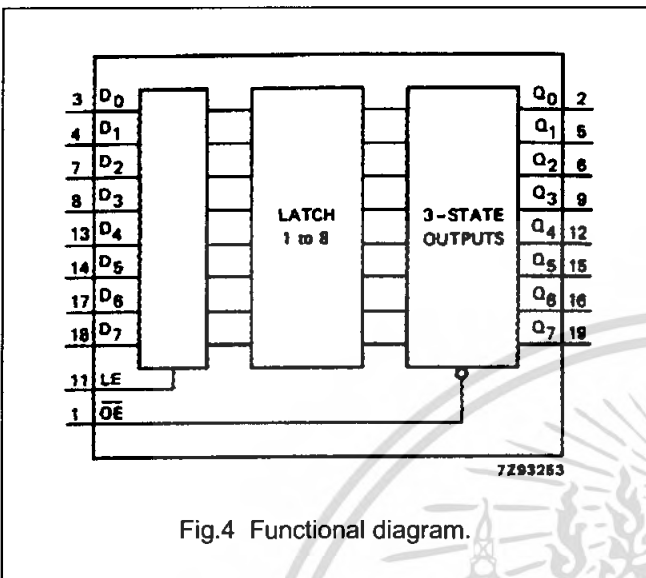 3 D0 Q0 2
4 D1 Q1 5
7 D2 Q2 6
8 D3 Q3 9
13 D4 LATCH 3-STATE Q4 12
14 D5 1 to 8 OUTPUTS Q5 15
17 D6 Q6 16
18 D7 Q7 19
11 LE
1 O̅E̅
7Z93253
Fig.4 Functional diagram.